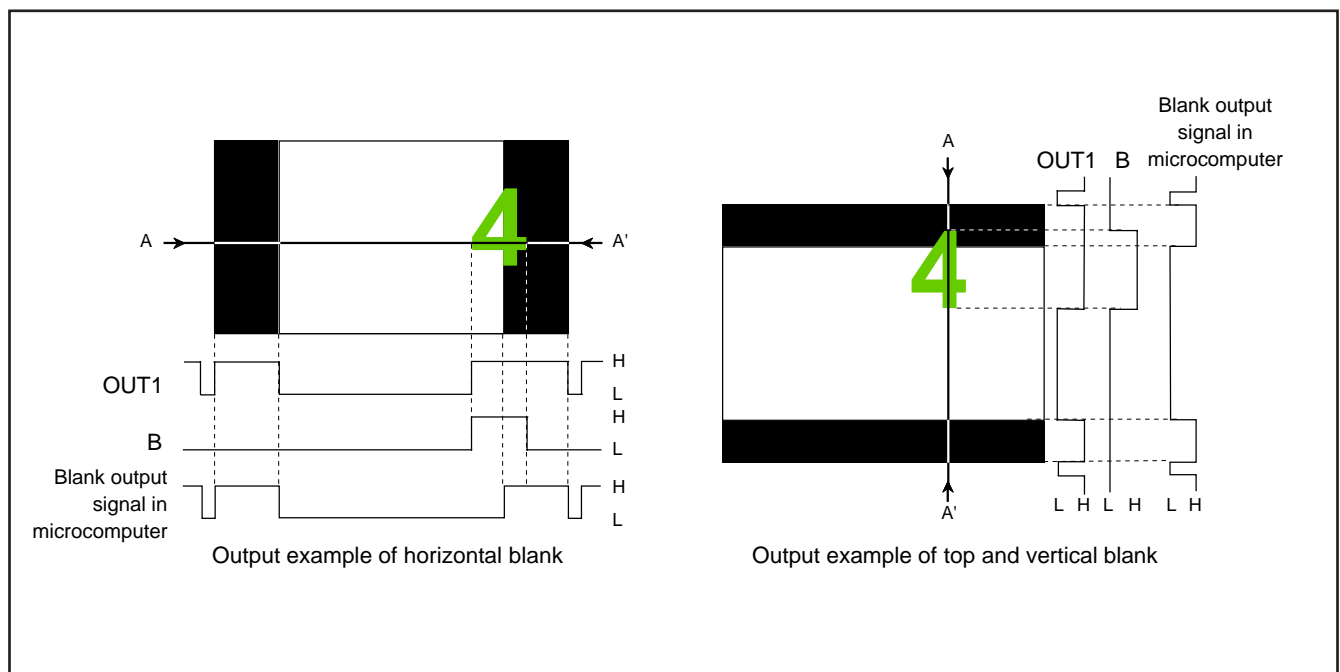 A
4
A'
OUT1
H
L
B
H
L
Blank output
signal in
microcomputer
H
L
Output example of horizontal blank
Blank output
signal in
microcomputer
OUT1 B
A
4
A'
L H L H L H
Output example of top and vertical blank